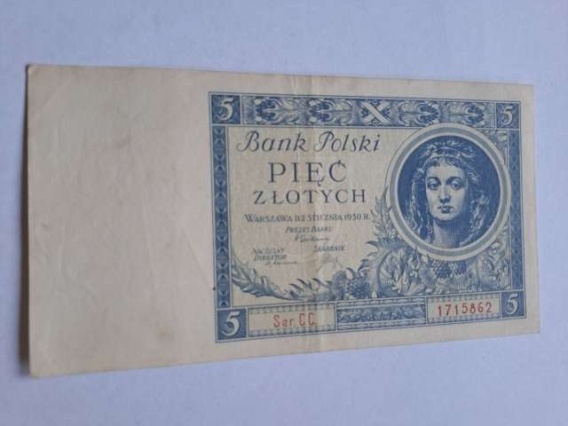 5 5
Bank Polski
PIĘĆ
ZŁOTYCH
WARSZAWA D. 2 STYCZNIA 1930 R.
PREZES BANKU
NACZELNY SKARBNIK
DYREKTOR
5 Ser. CC. 1715862 5